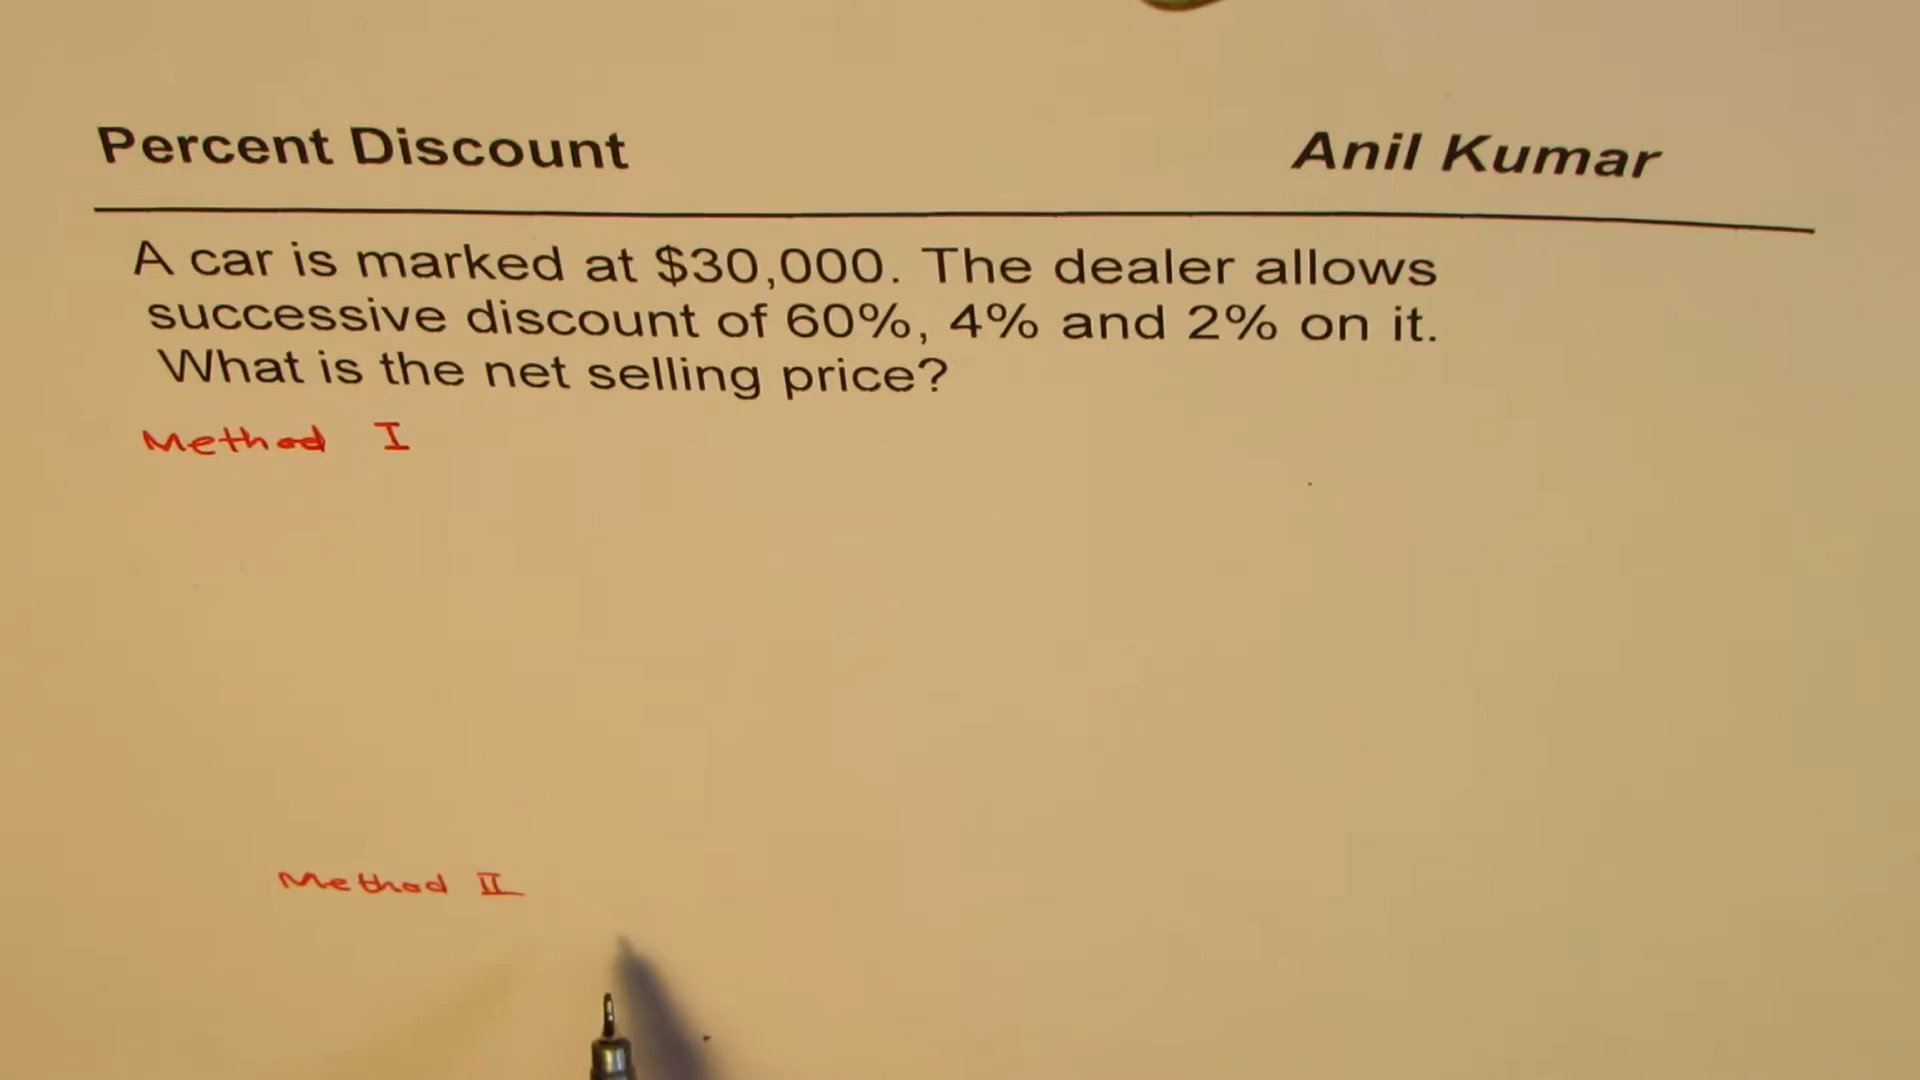 Percent Discount Anil Kumar
A car is marked at $30,000. The dealer allows
successive discount of 60%, 4% and 2% on it.
What is the net selling price?
Method I
Method II